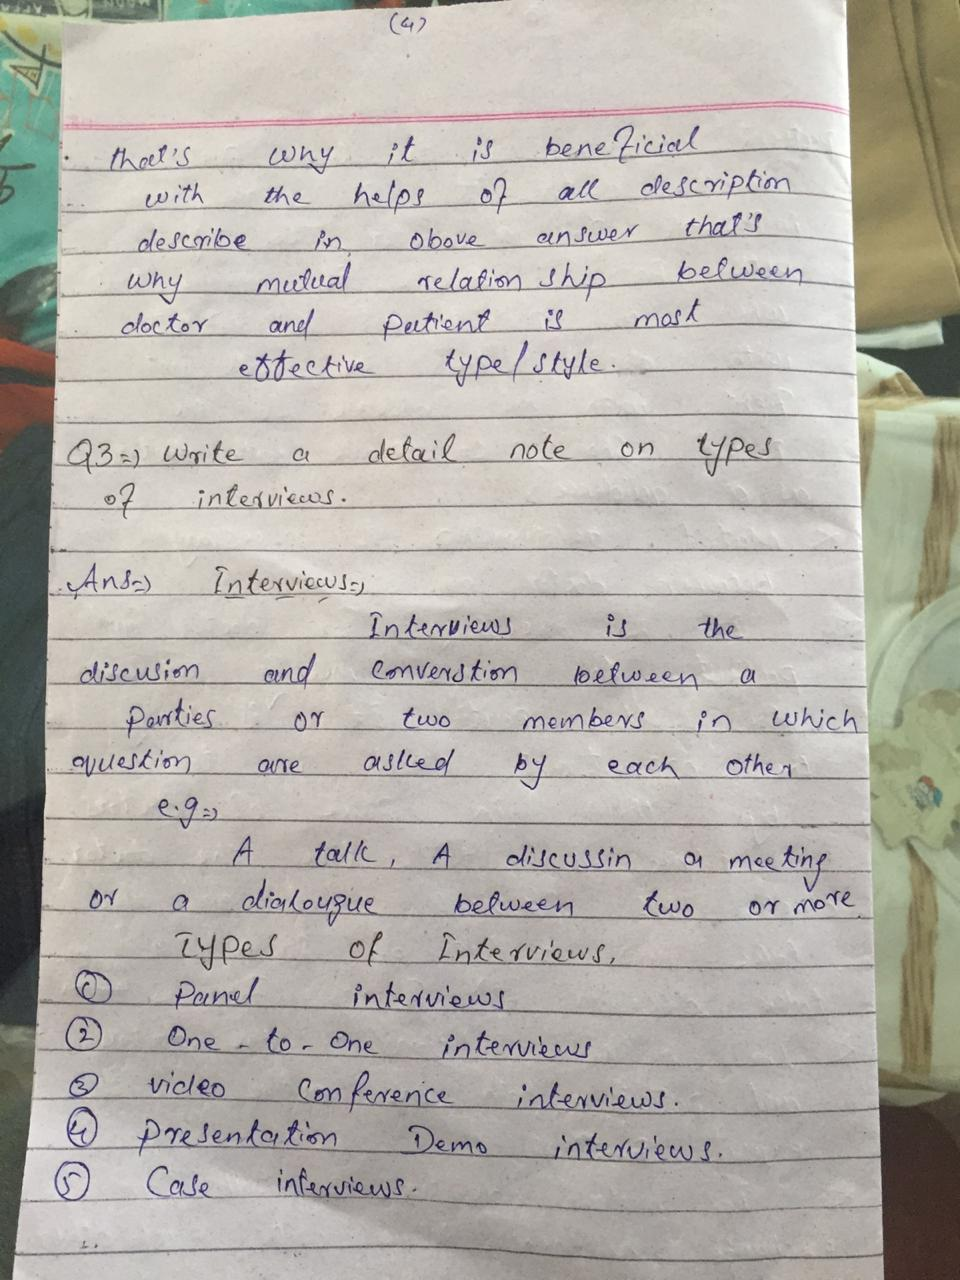 (4)
that's why it is beneficial
with the helps of all description
describe in obove answer that's
why mutual relation ship between
doctor and patient is most
effective type/style.
Q3=) Write a detail note on types
of interviews.
Ans=) Interviews=)
Interviews is the
discusion and converstion between a
Parties or two members in which
question are asked by each other
e.g=)
A talk, A discussin a meeting
or a dialougue between two or more
Types of Interviews,
① Panel interviews
② One-to-One interviews
③ video Conference interviews.
④ Presentation Demo interviews.
⑤ Case interviews.